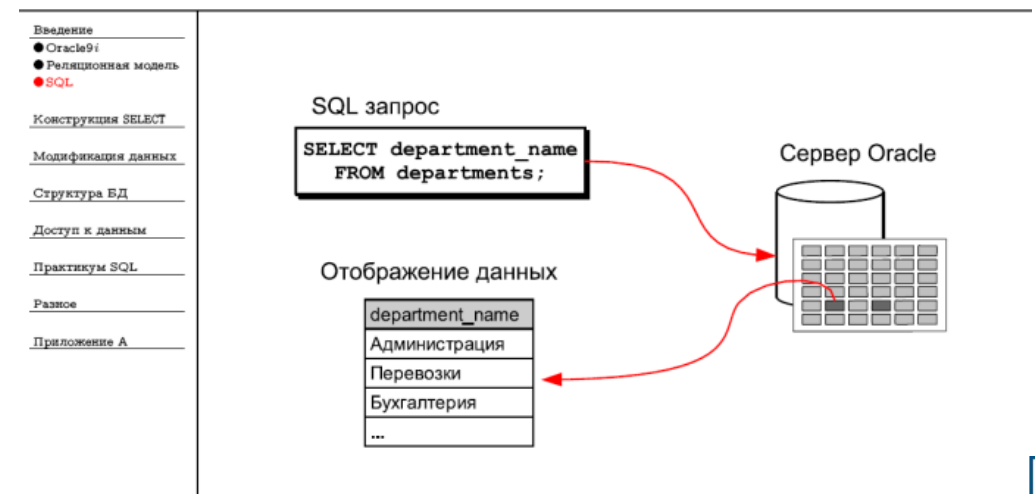 Введение
Oracle9i
Реляционная модель
SQL
Конструкция SELECT
Модификация данных
Структура БД
Доступ к данным
Практикум SQL
Разное
Приложение А
SQL запрос
SELECT department_name
FROM departments;
Сервер Oracle
Отображение данных
department_name
Администрация
Перевозки
Бухгалтерия
...